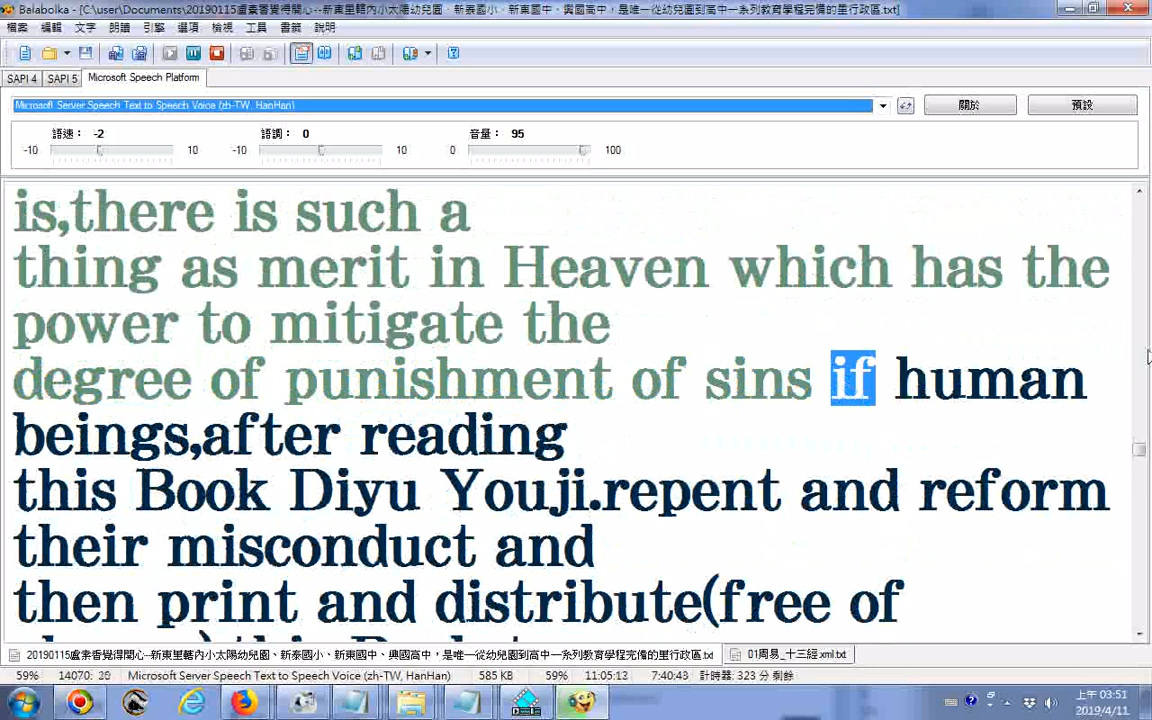 Balabolka - [C:\user\Documents\20190115盧素香覺得開心--新東里轄內小太陽幼兒園、新泰國小、新東國中、興國高中，是唯一從幼兒園到高中一系列教育學程完備的里行政區.txt]
檔案 編輯 文字 朗讀 引擎 選項 檢視 工具 書籤 說明
SAPI 4 SAPI 5 Microsoft Speech Platform
Microsoft Server Speech Text to Speech Voice (zh-TW, HanHan) 關於 預設
語速： -2 語調： 0 音量： 95
-10 10 -10 10 0 100
is,there is such a
thing as merit in Heaven which has the
power to mitigate the
degree of punishment of sins if human
beings,after reading
this Book Diyu Youji.repent and reform
their misconduct and
then print and distribute(free of
20190115盧素香覺得開心--新東里轄內小太陽幼兒園、新泰國小、新東國中、興國高中，是唯一從幼兒園到高中一系列教育學程完備的里行政區.txt 01周易_十三經.xml.txt
59% 14070: 30 Microsoft Server Speech Text to Speech Voice (zh-TW, HanHan) 585 KB 59% 11:05:13 7:40:43 計時器: 323 分 剩餘
上午 03:51
2019/4/11